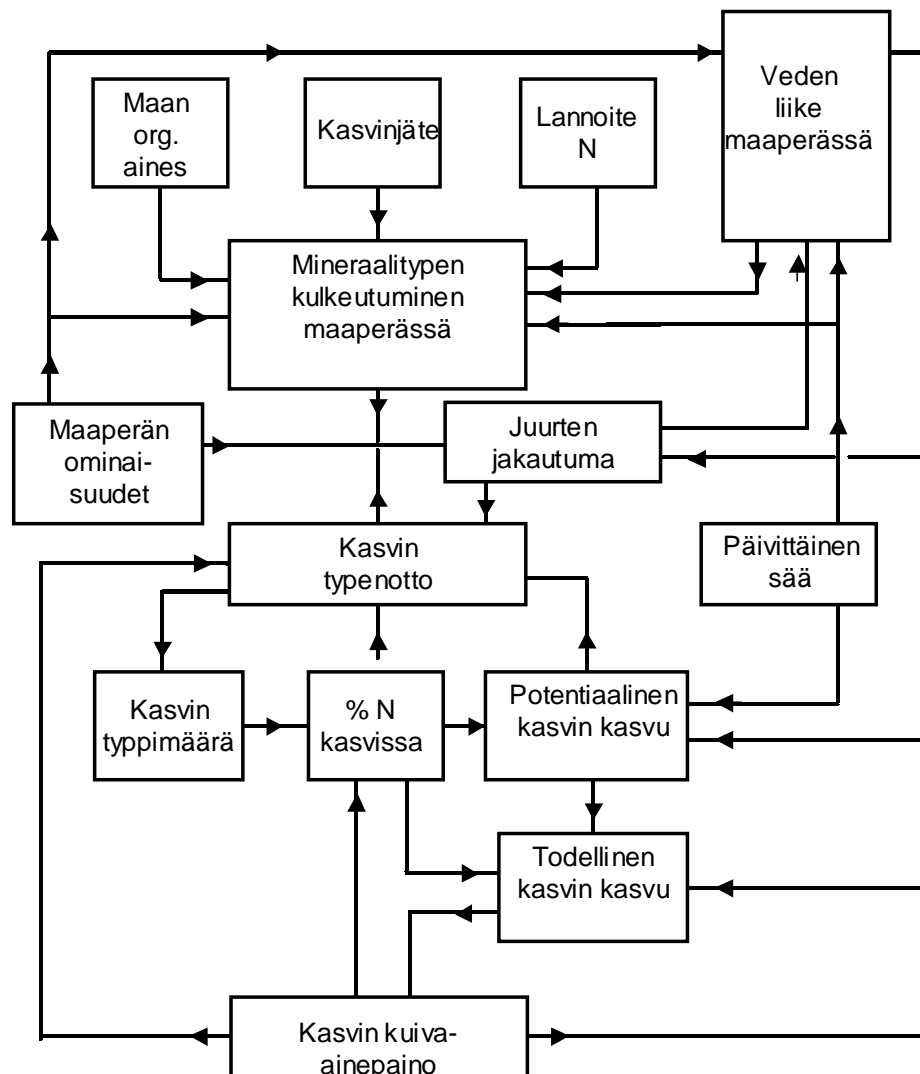 Veden
liike
maaperässä
Maan
org.
aines
Kasvinjäte
Lannoite
N
Mineraalitypen
kulkeutuminen
maaperässä
Maaperän
ominai-
suudet
Juurten
jakautuma
Kasvin
typenotto
Päivittäinen
sää
Kasvin
typpimäärä
% N
kasvissa
Potentiaalinen
kasvin kasvu
Todellinen
kasvin kasvu
Kasvin kuiva-
ainepaino